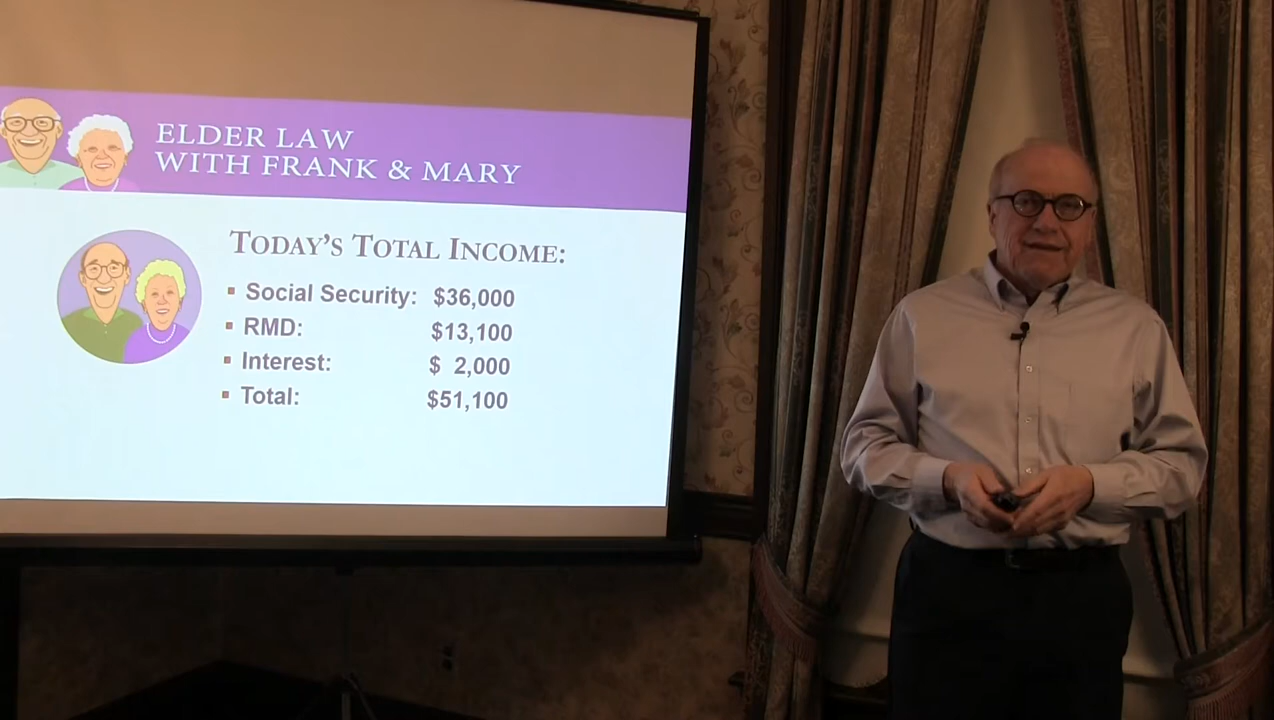 ELDER LAW
WITH FRANK & MARY
TODAY'S TOTAL INCOME:
▪ Social Security: $36,000
▪ RMD: $13,100
▪ Interest: $ 2,000
▪ Total: $51,100